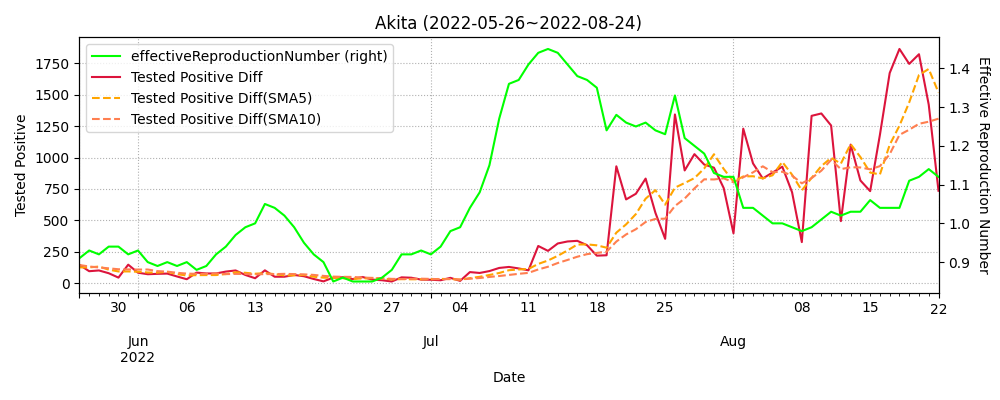 Akita (2022-05-26~2022-08-24)
effectiveReproductionNumber (right)
Tested Positive Diff
Tested Positive Diff(SMA5)
Tested Positive Diff(SMA10)
Tested Positive
1750
1500
1250
1000
750
500
250
0
Effective Reproduction Number
1.4
1.3
1.2
1.1
1.0
0.9
30 06 13 20 27 04 11 18 25 08 15 22
Jun Jul Aug
2022
Date